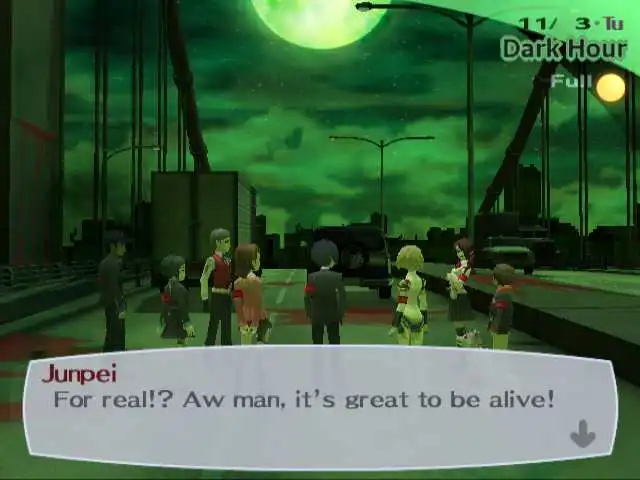 11/ 3・Tu
Dark Hour
Full
Junpei
For real!? Aw man, it's great to be alive!